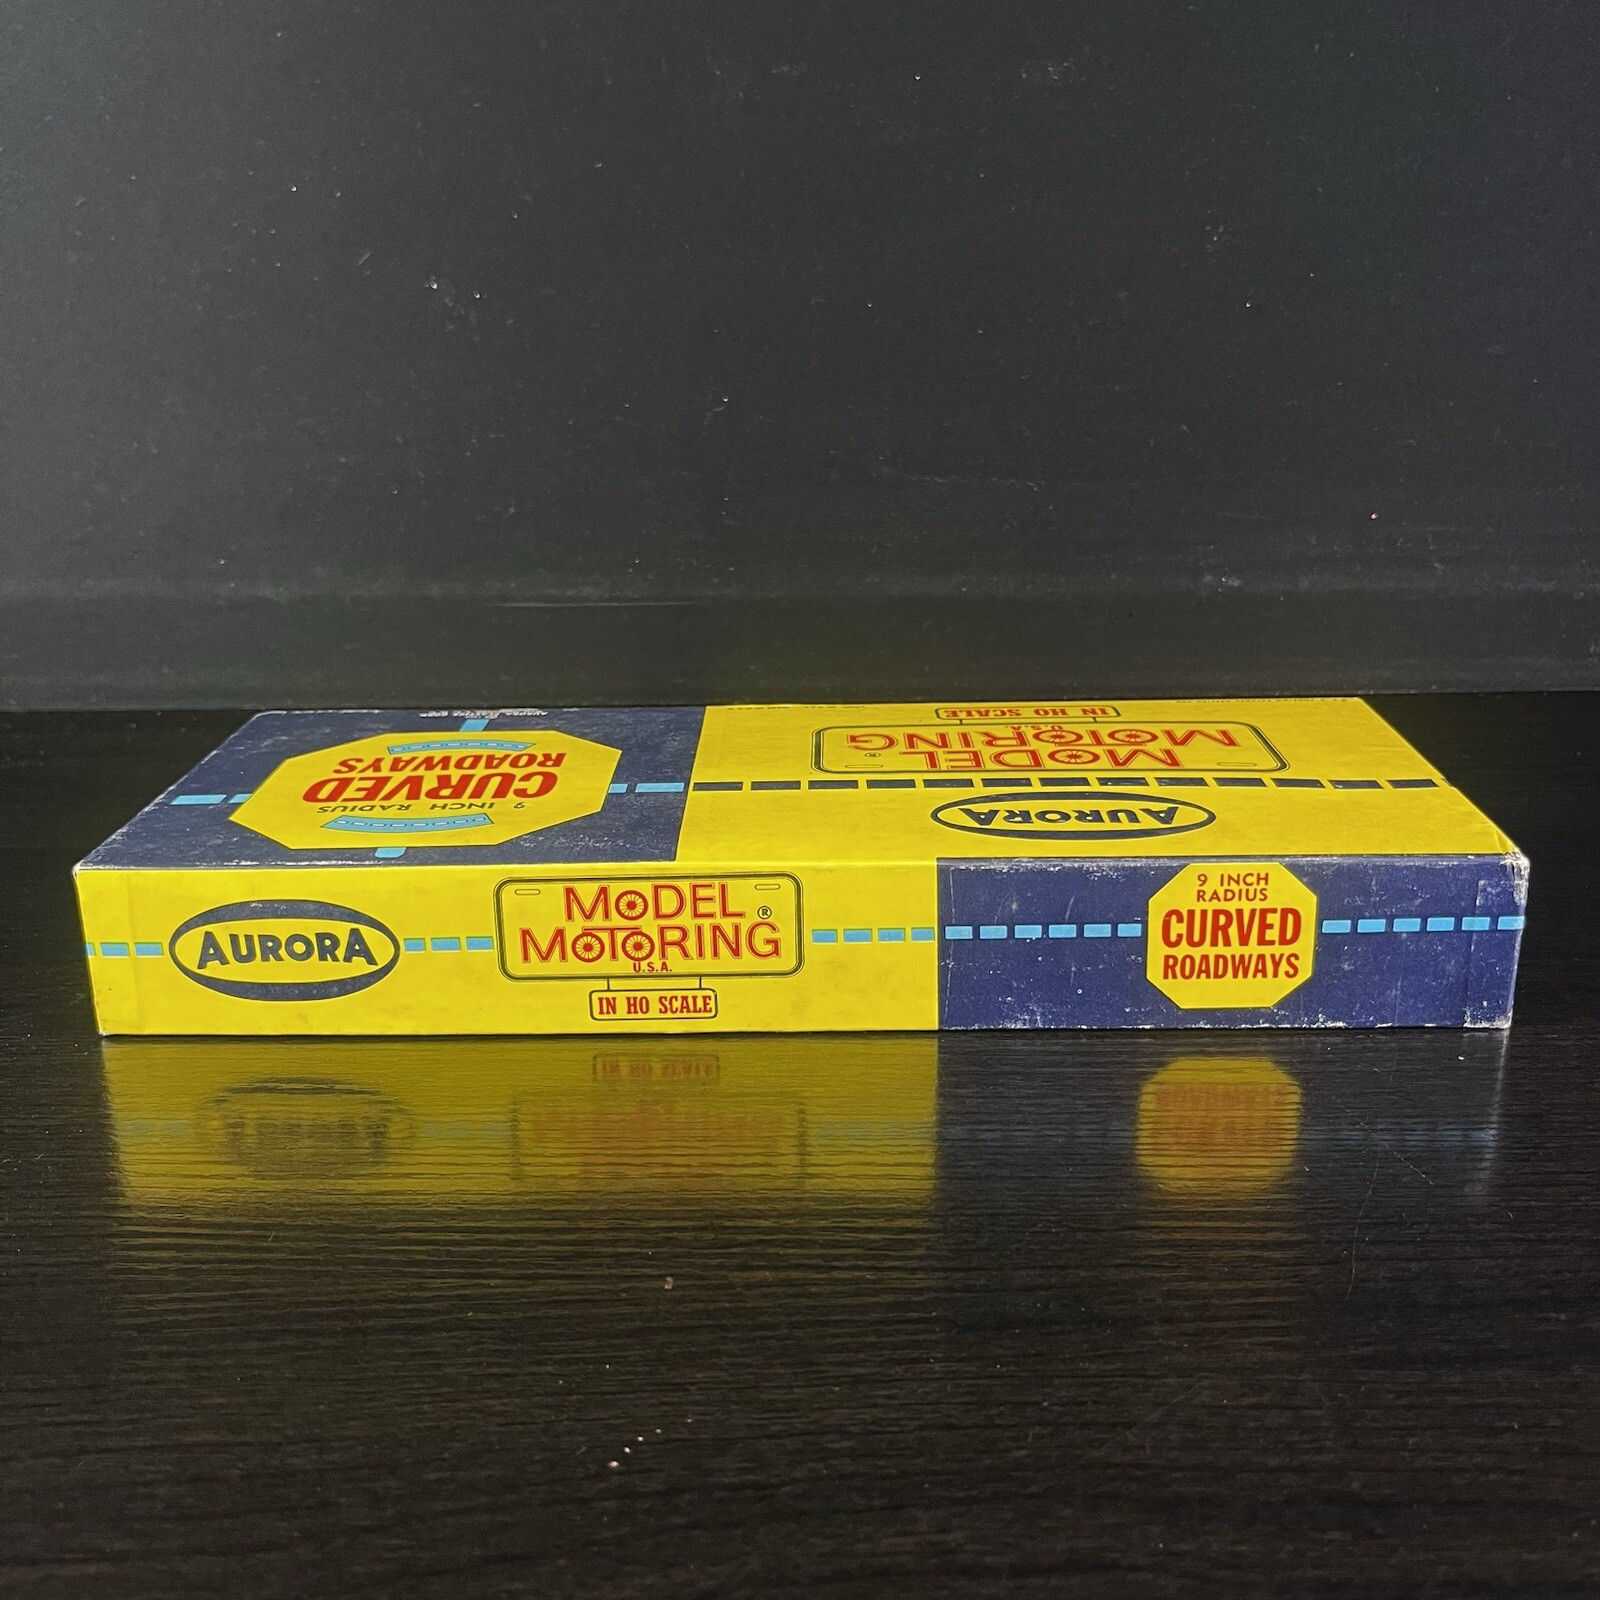 CURVED
ROADWAYS
9 INCH RADIUS
IN HO SCALE
MODEL
MOTORING ®
U.S.A.
AURORA
AURORA
MODEL
MOTORING ®
U.S.A.
IN HO SCALE
9 INCH
RADIUS
CURVED
ROADWAYS